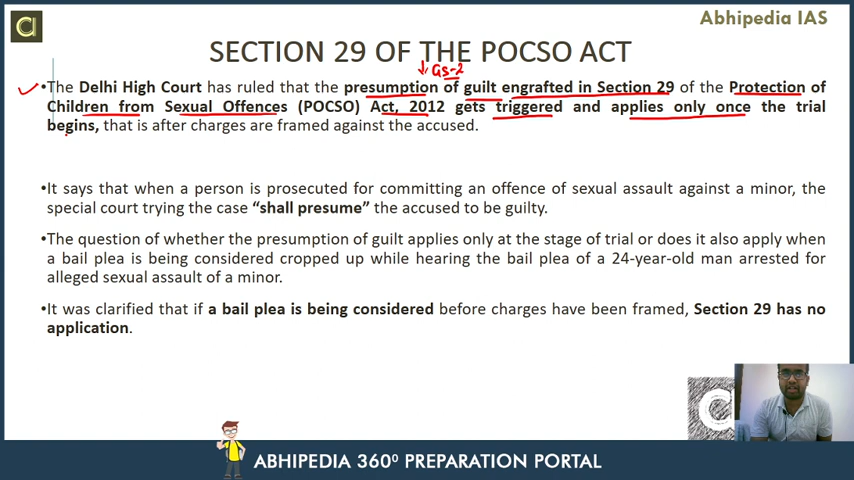 Abhipedia IAS
SECTION 29 OF THE POCSO ACT
GS-2
•The Delhi High Court has ruled that the presumption of guilt engrafted in Section 29 of the Protection of
Children from Sexual Offences (POCSO) Act, 2012 gets triggered and applies only once the trial
begins, that is after charges are framed against the accused.
•It says that when a person is prosecuted for committing an offence of sexual assault against a minor, the
special court trying the case “shall presume” the accused to be guilty.
•The question of whether the presumption of guilt applies only at the stage of trial or does it also apply when
a bail plea is being considered cropped up while hearing the bail plea of a 24-year-old man arrested for
alleged sexual assault of a minor.
•It was clarified that if a bail plea is being considered before charges have been framed, Section 29 has no
application.
ABHIPEDIA 360⁰ PREPARATION PORTAL